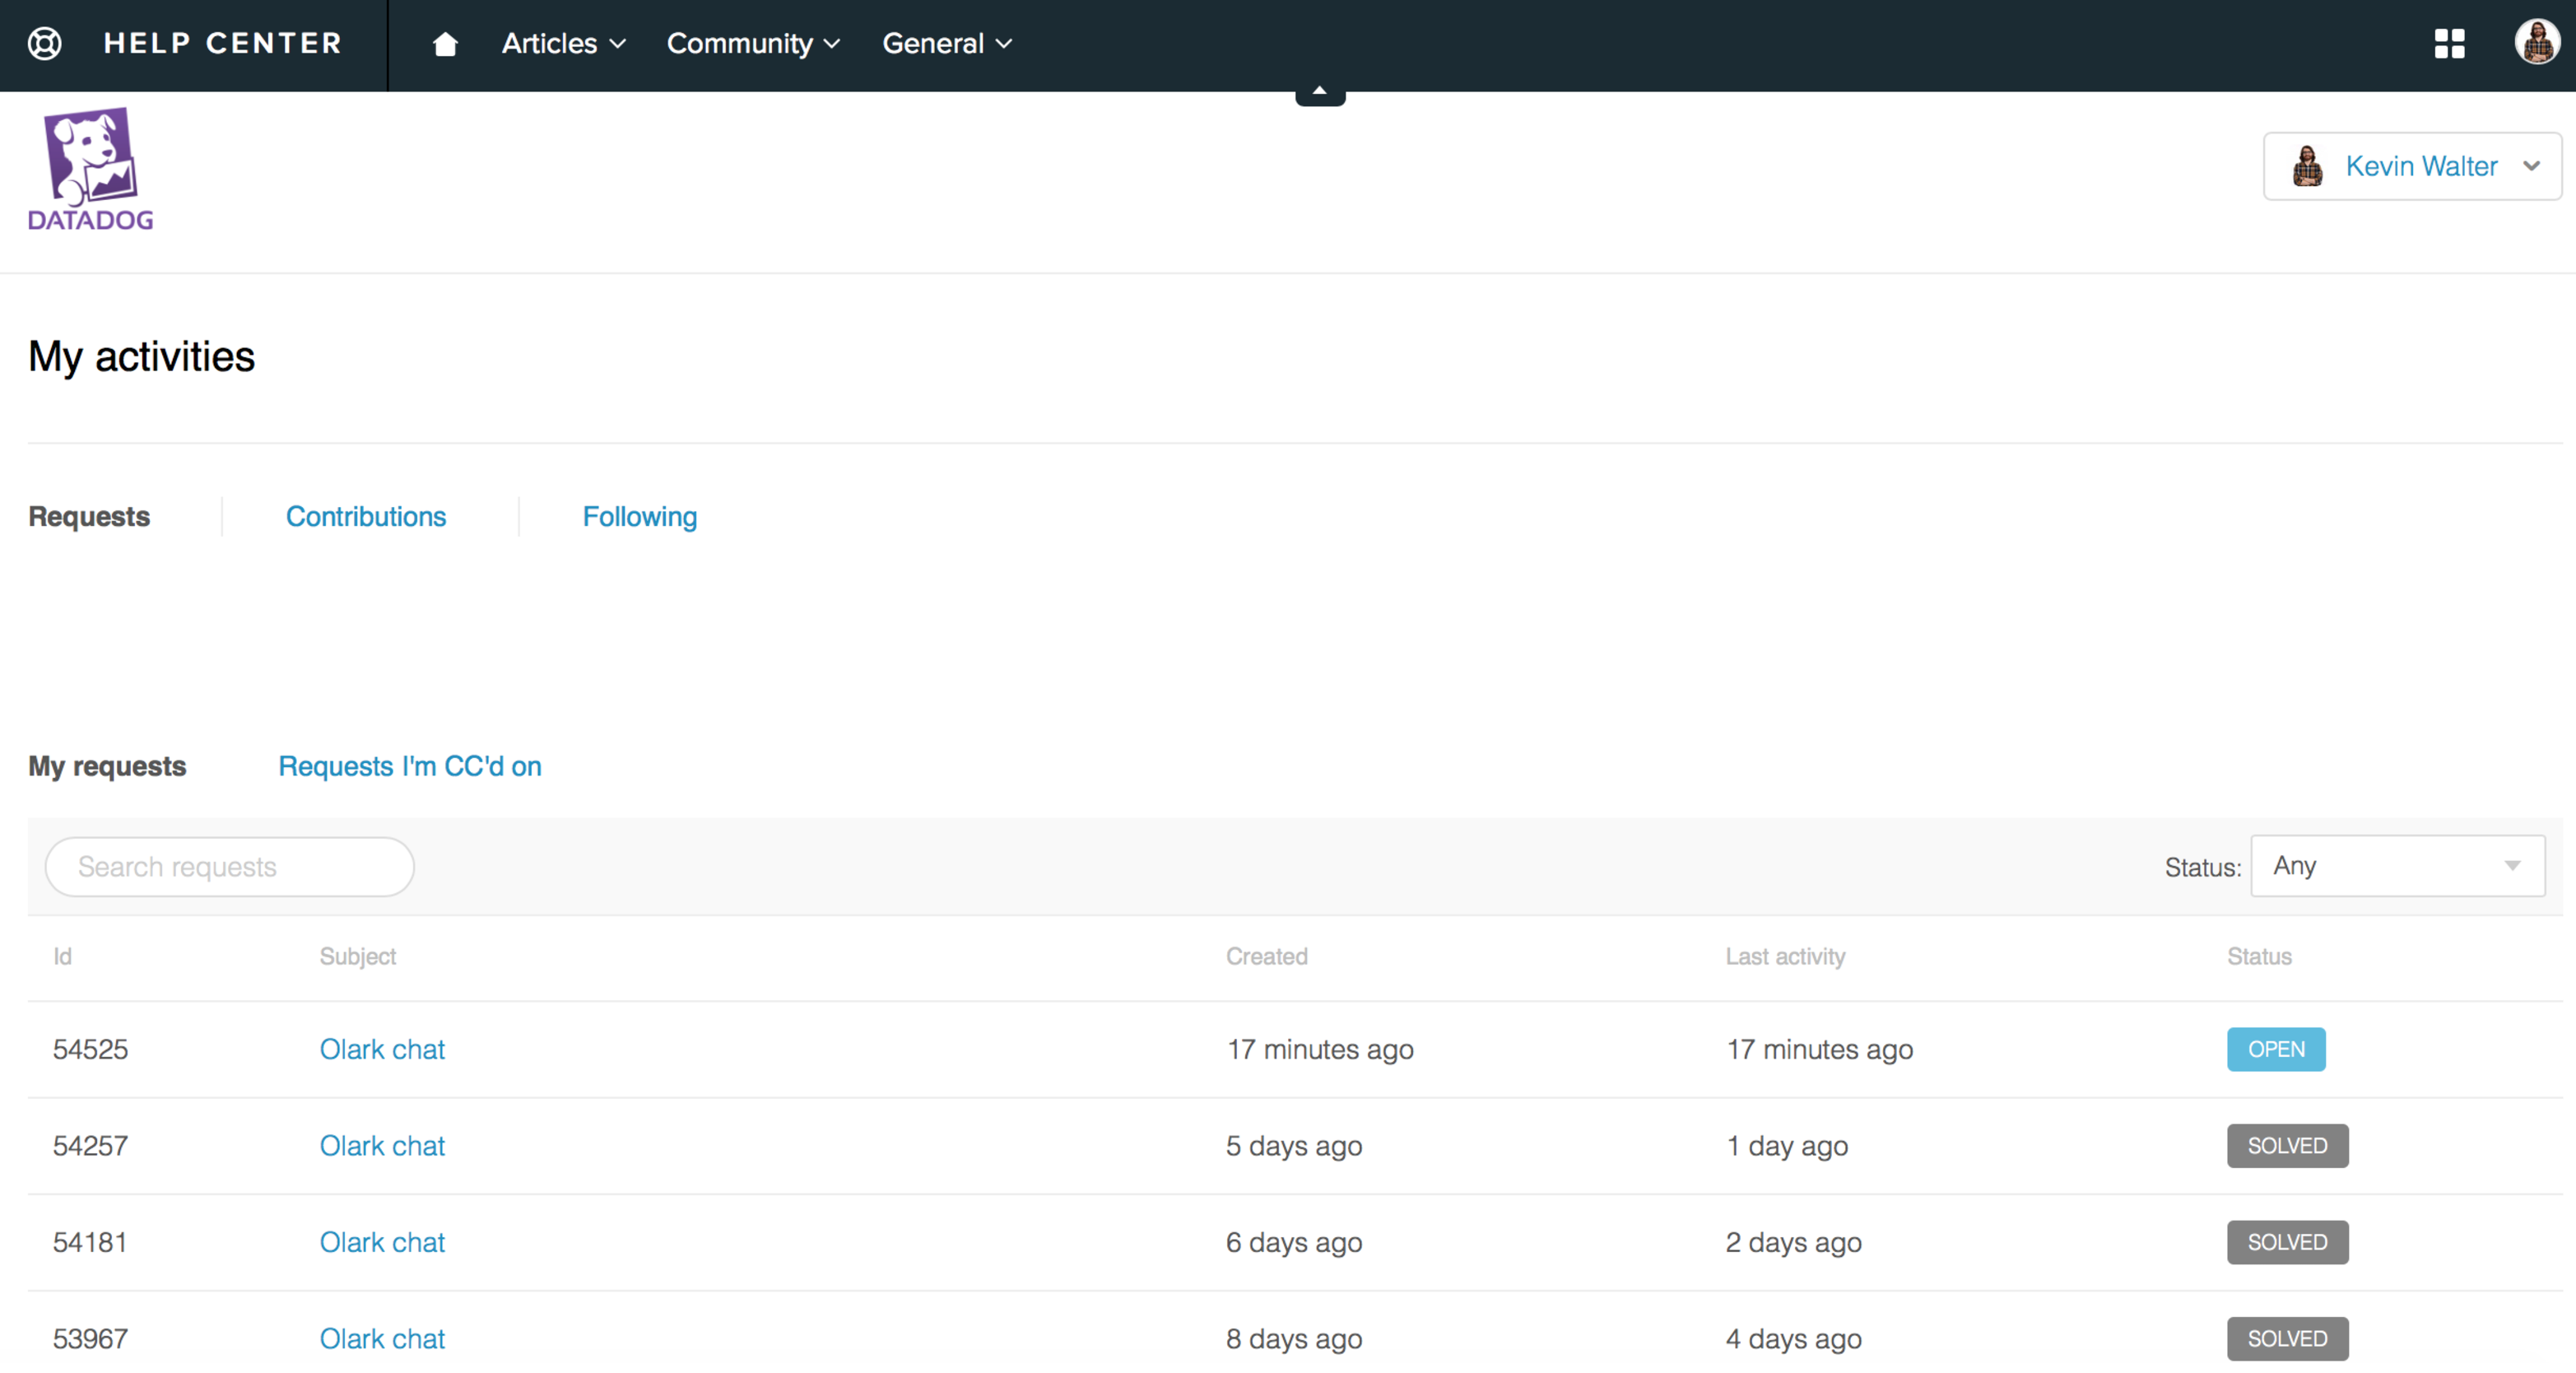 HELP CENTER Articles Community General
DATADOG
Kevin Walter
My activities
Requests Contributions Following
My requests Requests I'm CC'd on
Search requests Status: Any
Id Subject Created Last activity Status
54525 Olark chat 17 minutes ago 17 minutes ago OPEN
54257 Olark chat 5 days ago 1 day ago SOLVED
54181 Olark chat 6 days ago 2 days ago SOLVED
53967 Olark chat 8 days ago 4 days ago SOLVED